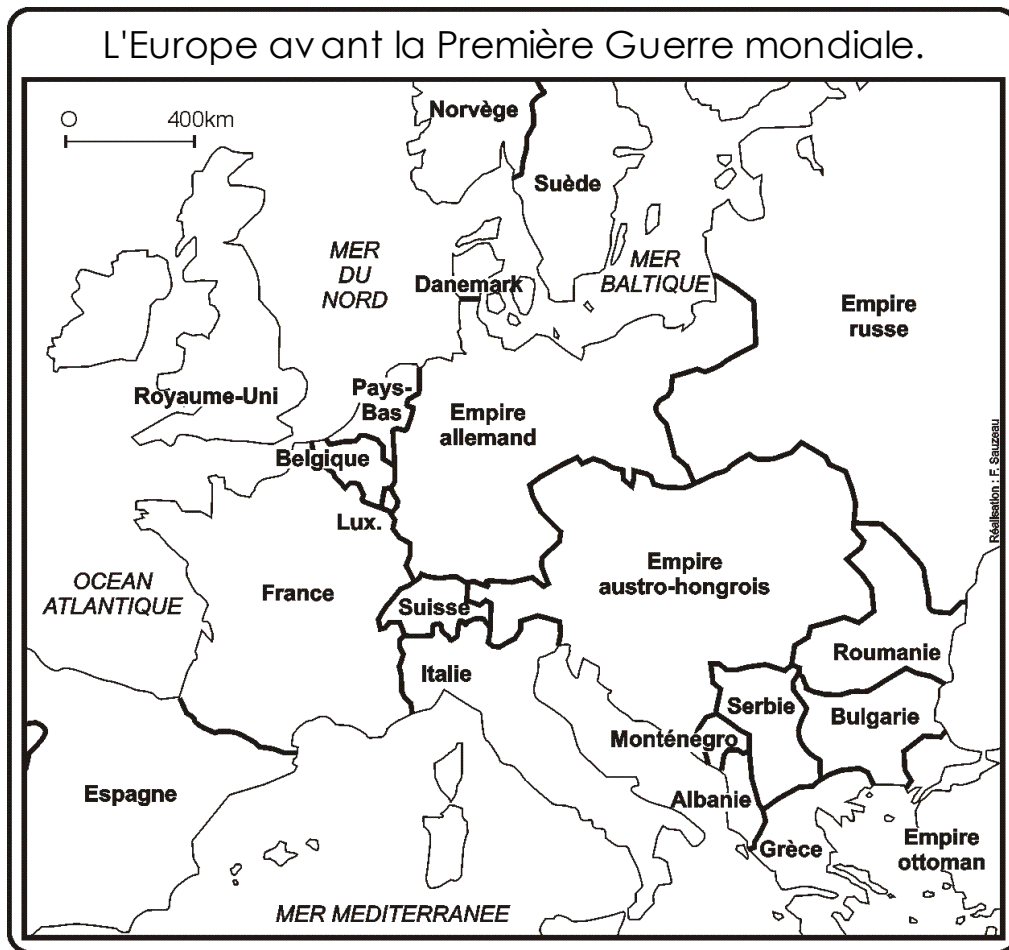 L'Europe avant la Première Guerre mondiale.
0 400km
Norvège
Suède
MER
DU
NORD
MER
BALTIQUE
Danemark
Empire
russe
Royaume-Uni
Pays-
Bas
Empire
allemand
Belgique
Lux.
Réalisation : F. Sauzeau
OCEAN
ATLANTIQUE
France
Suisse
Empire
austro-hongrois
Italie
Roumanie
Serbie
Bulgarie
Monténégro
Espagne
Albanie
Grèce
Empire
ottoman
MER MEDITERRANEE